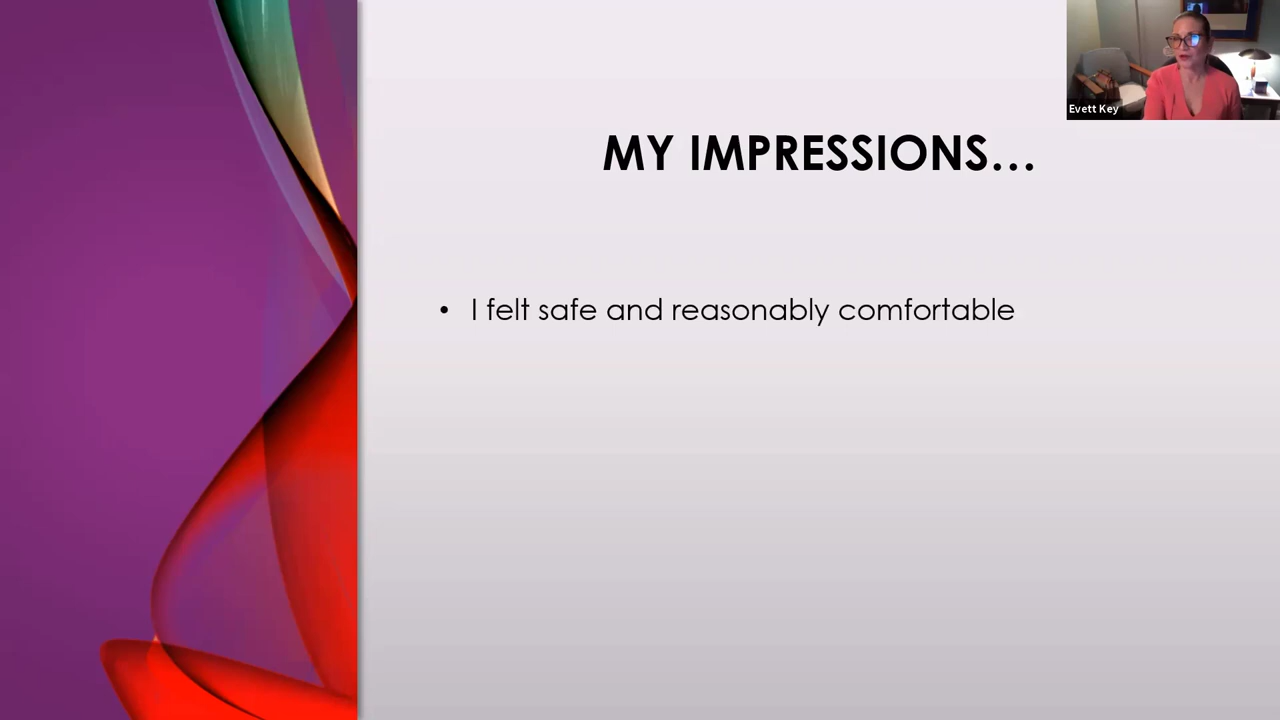 Evett Key
MY IMPRESSIONS...
• I felt safe and reasonably comfortable